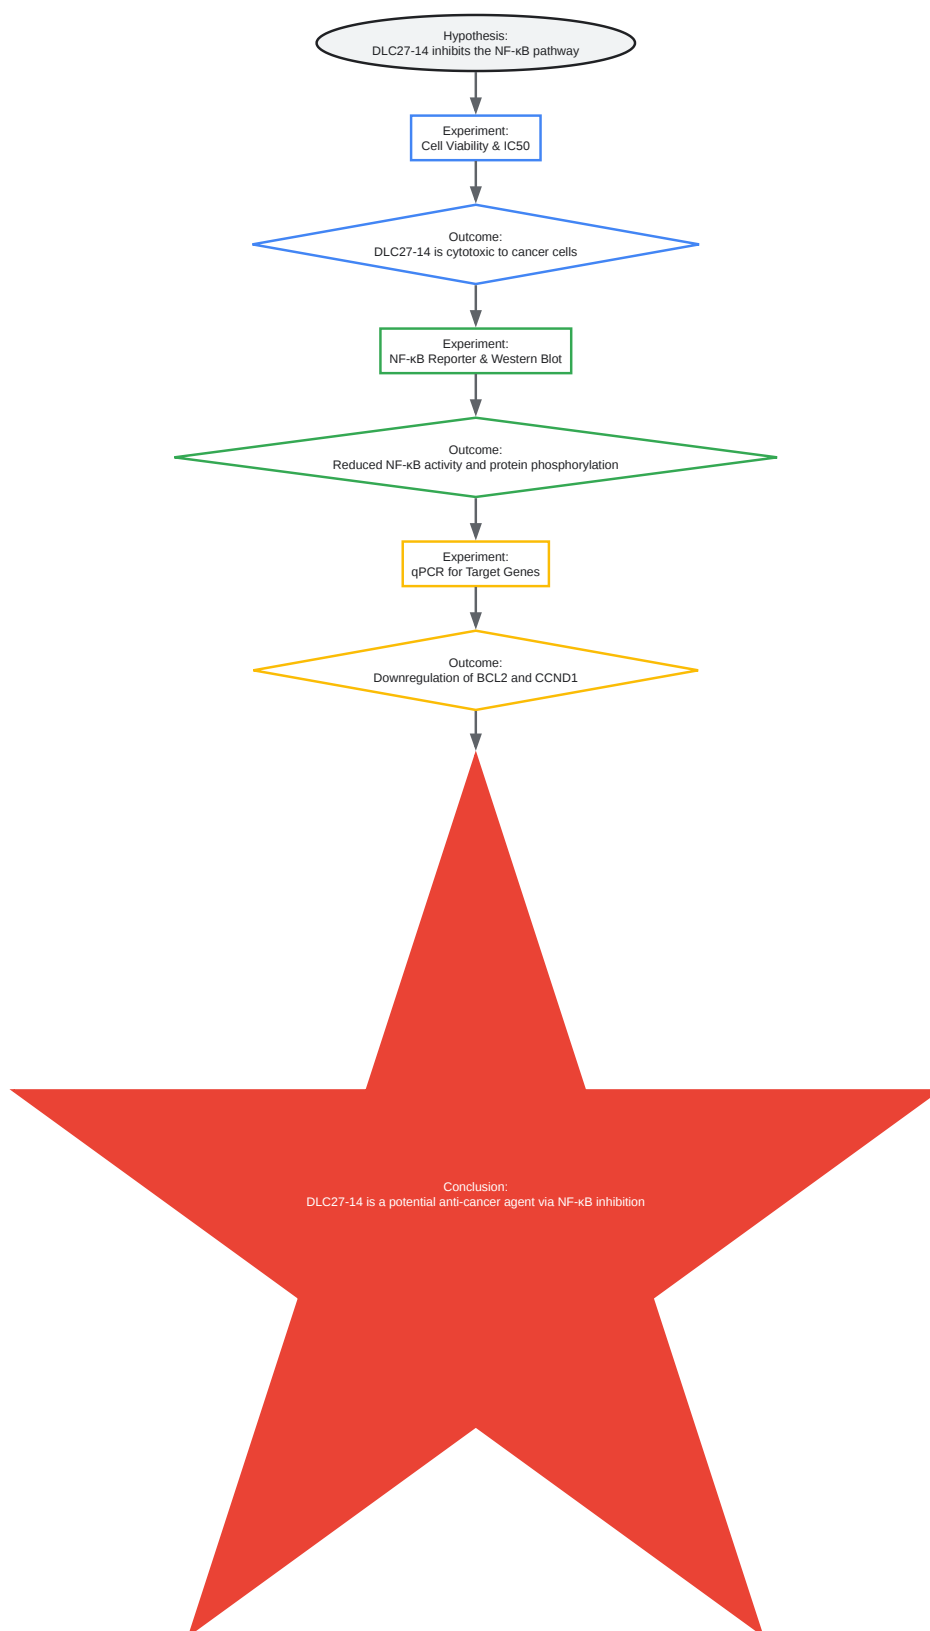 Hypothesis:
DLC27-14 inhibits the NF-κB pathway
Experiment:
Cell Viability & IC50
Outcome:
DLC27-14 is cytotoxic to cancer cells
Experiment:
NF-κB Reporter & Western Blot
Outcome:
Reduced NF-κB activity and protein phosphorylation
Experiment:
qPCR for Target Genes
Outcome:
Downregulation of BCL2 and CCND1
Conclusion:
DLC27-14 is a potential anti-cancer agent via NF-κB inhibition